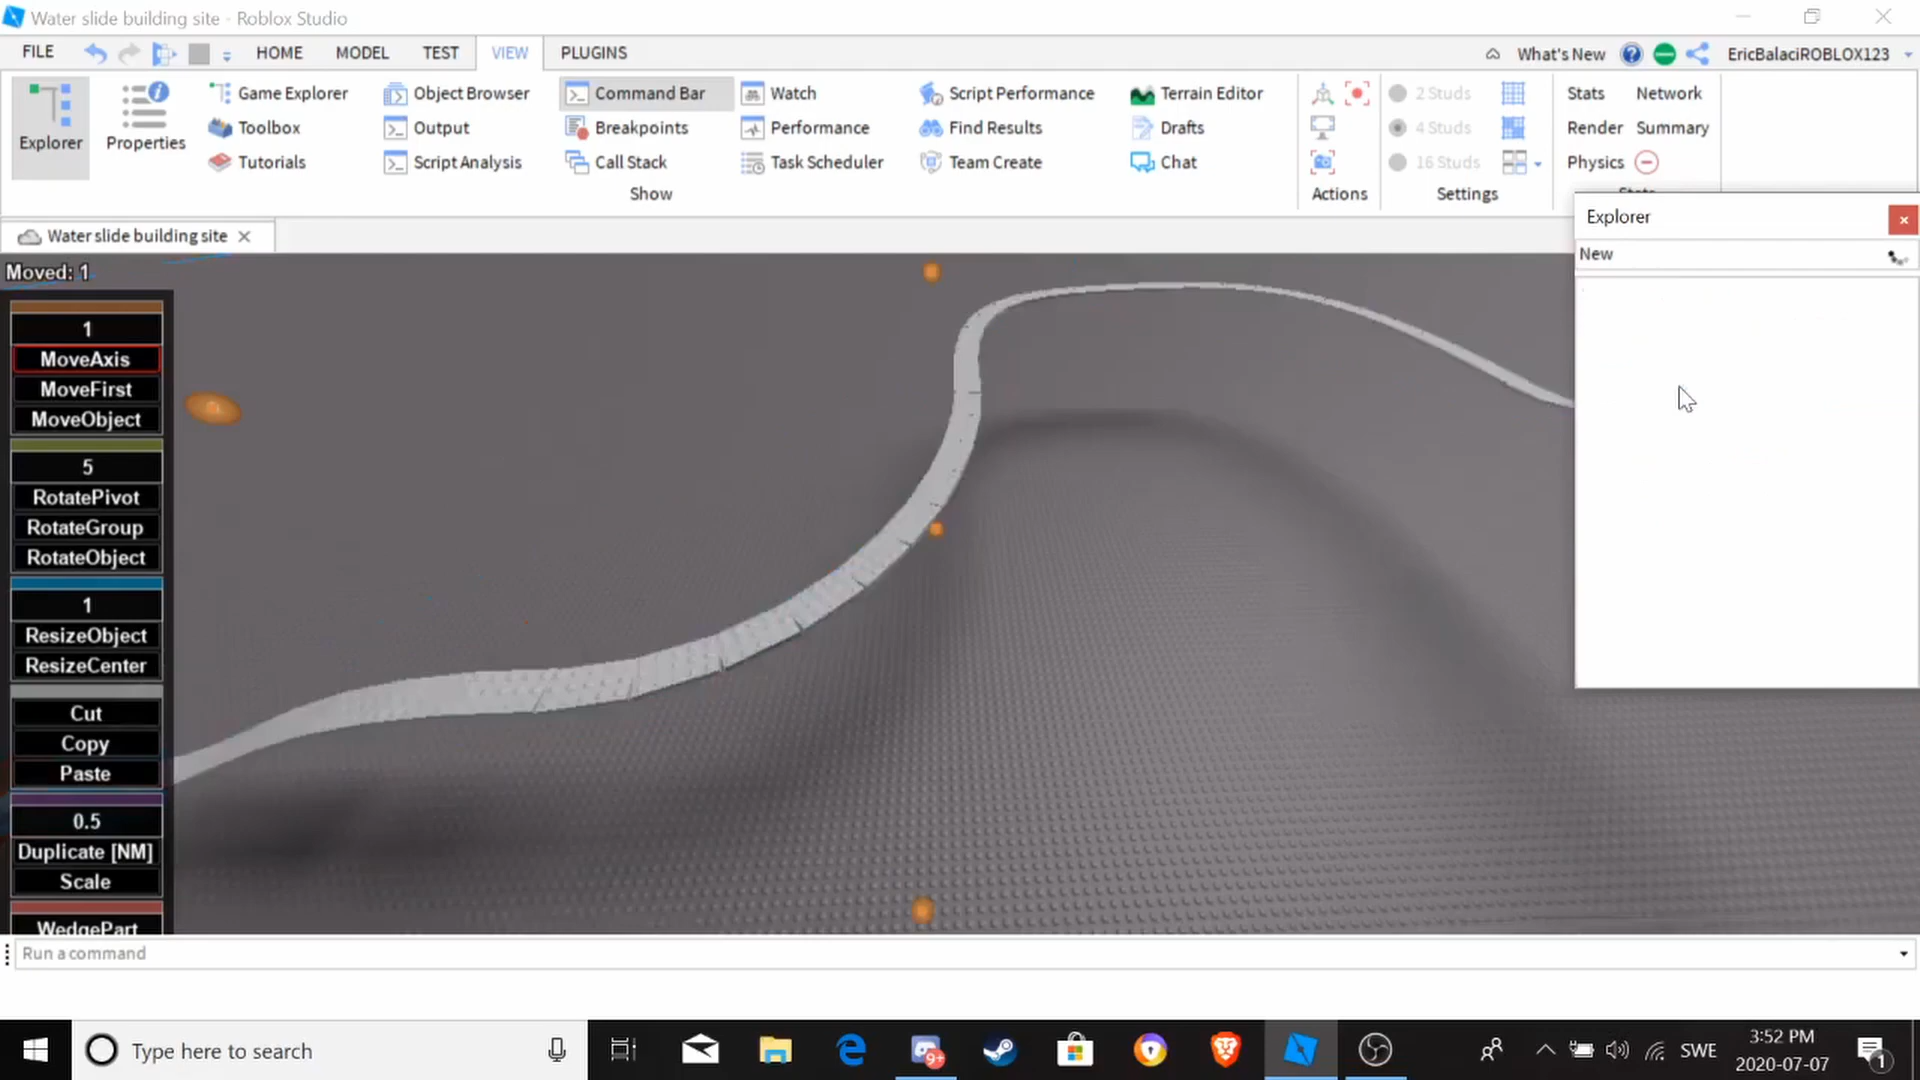 Water slide building site - Roblox Studio
FILE HOME MODEL TEST VIEW PLUGINS What's New EricBalaciROBLOX123
Explorer
Properties
Game Explorer
Toolbox
Tutorials
Object Browser
Output
Script Analysis
Command Bar
Breakpoints
Call Stack
Watch
Performance
Task Scheduler
Script Performance
Find Results
Team Create
Terrain Editor
Drafts
Chat
Show
Actions
2 Studs
4 Studs
16 Studs
Settings
Stats Network
Render Summary
Physics
Water slide building site
Explorer
New
Moved: 1
1
MoveAxis
MoveFirst
MoveObject
5
RotatePivot
RotateGroup
RotateObject
1
ResizeObject
ResizeCenter
Cut
Copy
Paste
0.5
Duplicate [NM]
Scale
WedgePart
Run a command
Type here to search
9+
SWE
3:52 PM
2020-07-07
1